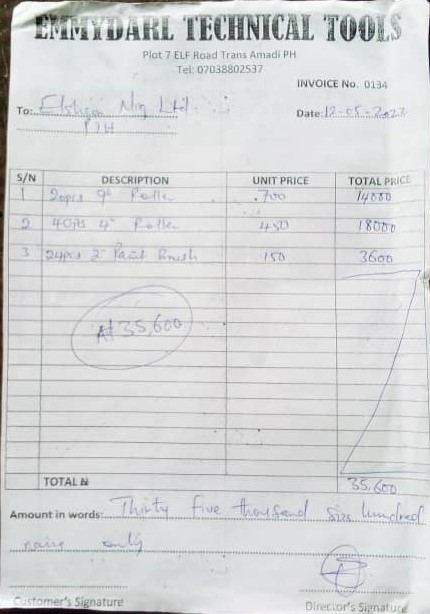 EMMYDARL TECHNICAL TOOLS
Plot 7 ELF Road Trans Amadi PH
Tel: 07038802537
INVOICE No. 0134
To: Nig Ltd.
Date: 12-05-2022
PH
S/N DESCRIPTION UNIT PRICE TOTAL PRICE
1 20pcs 9" Roller 700 14000
2 40pcs 4" Roller 450 18000
3 24pcs 2" Paint Brush 150 3600
₦35,600
TOTAL ₦ 35,600
Amount in words: Thirty five thousand six hundred
naira only
Customer's Signature Director's Signature